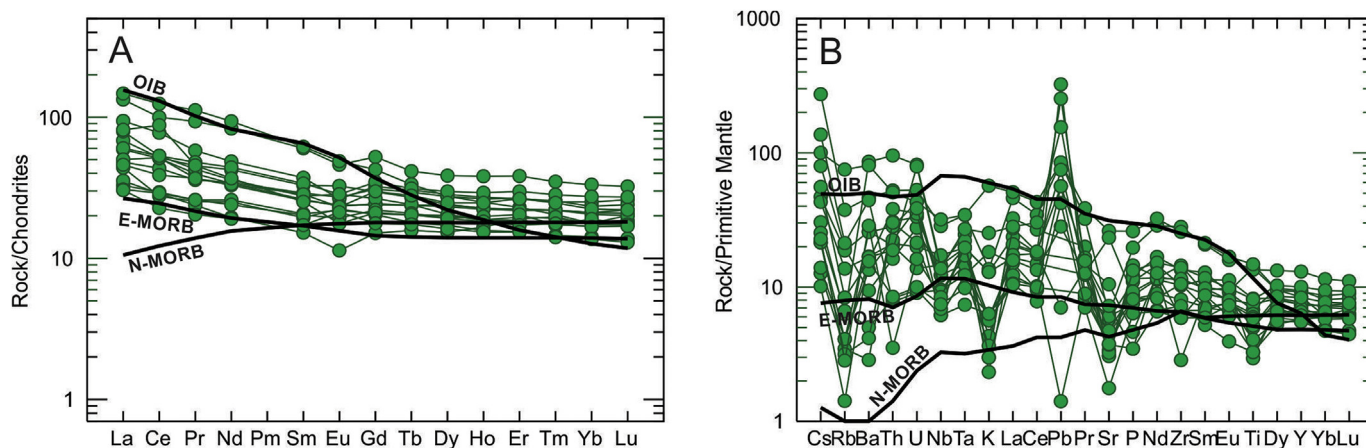 A
OIB
E-MORB
N-MORB
Rock/Chondrites
100
10
1
La Ce Pr Nd Pm Sm Eu Gd Tb Dy Ho Er Tm Yb Lu
B
OIB
E-MORB
N-MORB
Rock/Primitive Mantle
1000
100
10
1
CsRbBaTh U NbTa K LaCePbPr Sr P NdZrSmEu Ti Dy Y YbLu